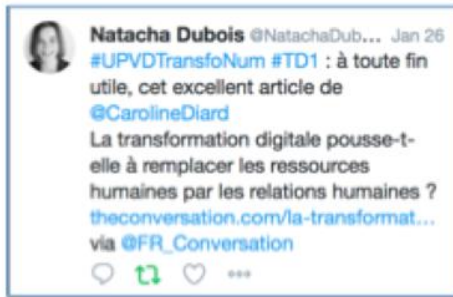 Natacha Dubois @NatachaDub... Jan 26
#UPVDTransfoNum #TD1 : à toute fin
utile, cet excellent article de
@CarolineDiard
La transformation digitale pousse-t-
elle à remplacer les ressources
humaines par les relations humaines ?
theconversation.com/la-transformat...
via @FR_Conversation